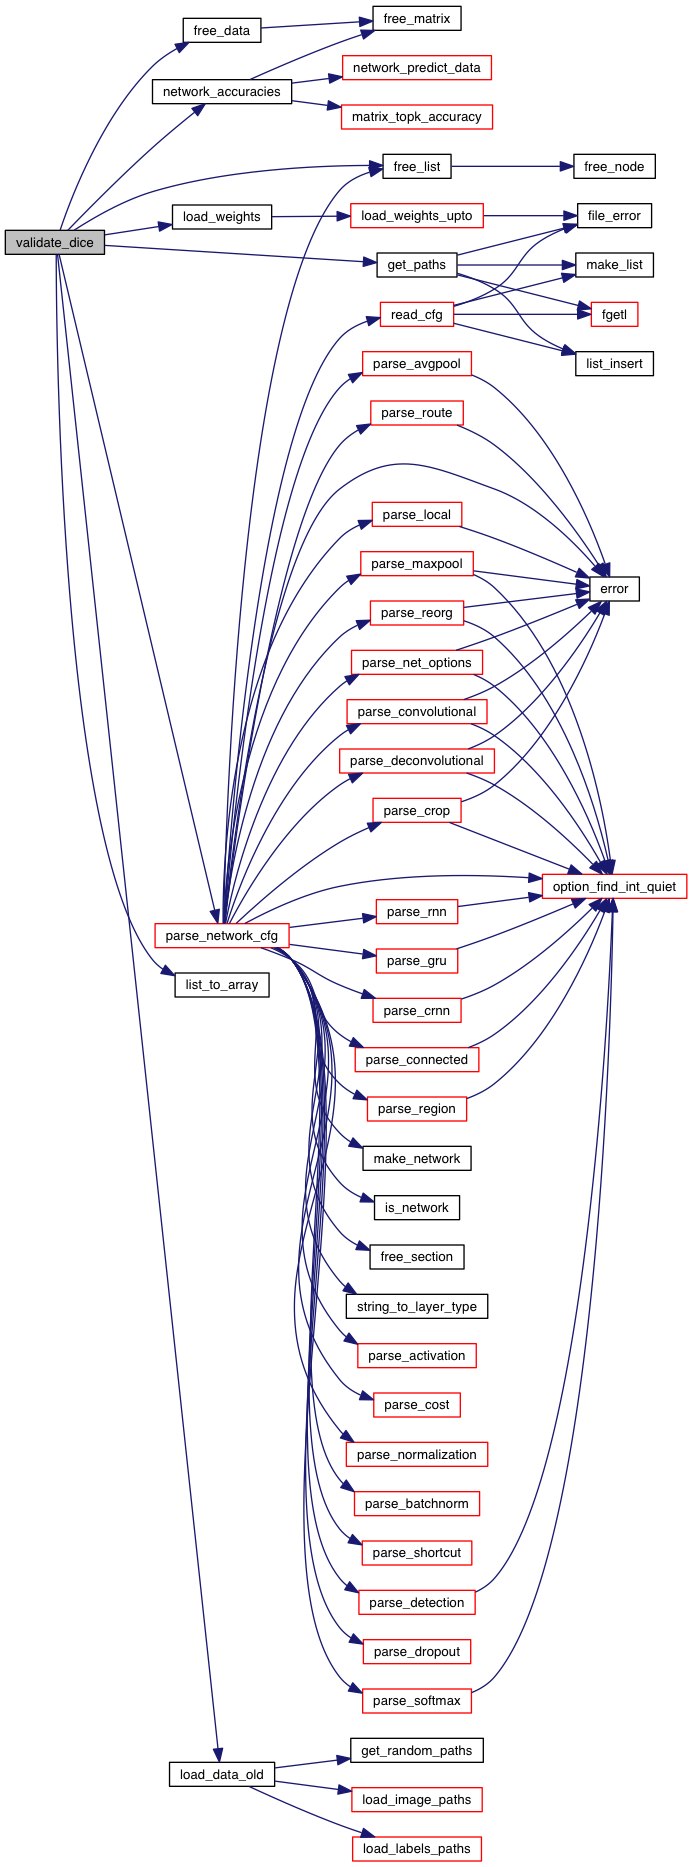 free_matrix
free_data
network_predict_data
network_accuracies
matrix_topk_accuracy
free_list
free_node
load_weights
load_weights_upto
file_error
validate_dice
get_paths
make_list
read_cfg
fgetl
parse_avgpool
list_insert
parse_route
parse_local
parse_maxpool
error
parse_reorg
parse_net_options
parse_convolutional
parse_deconvolutional
parse_crop
option_find_int_quiet
parse_rnn
parse_network_cfg
parse_gru
list_to_array
parse_crnn
parse_connected
parse_region
make_network
is_network
free_section
string_to_layer_type
parse_activation
parse_cost
parse_normalization
parse_batchnorm
parse_shortcut
parse_detection
parse_dropout
parse_softmax
get_random_paths
load_data_old
load_image_paths
load_labels_paths